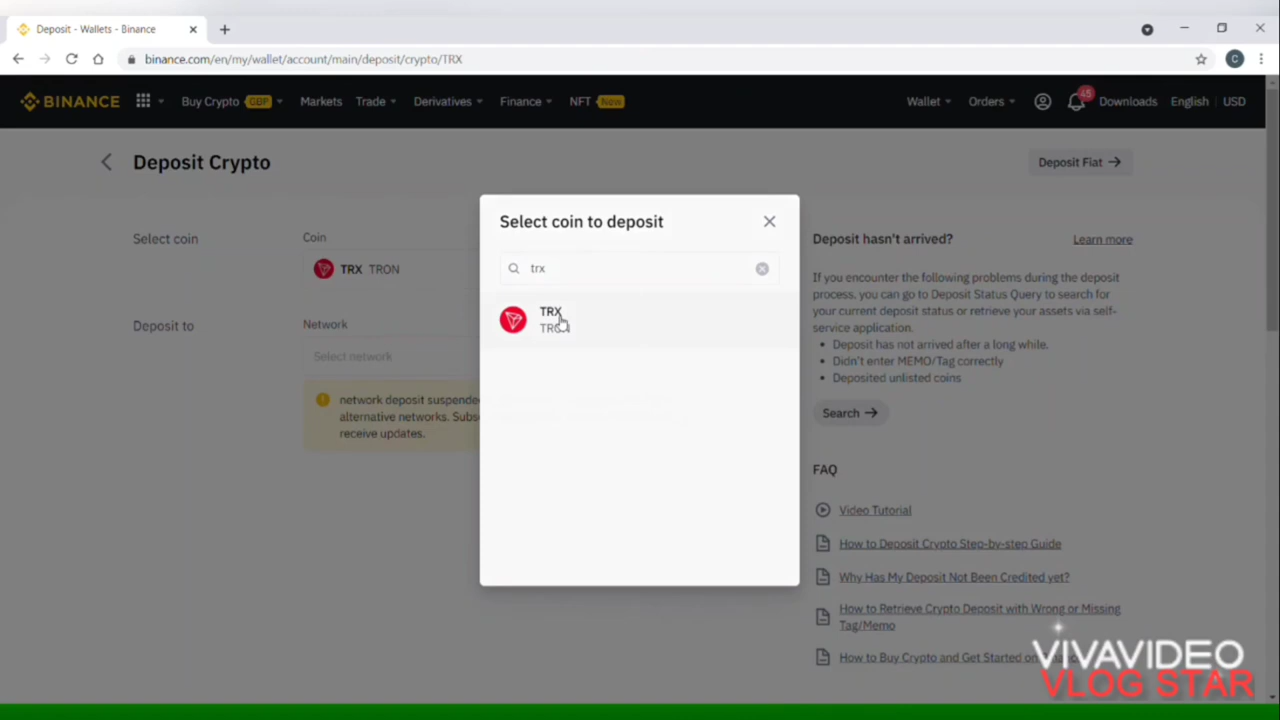 Deposit - Wallets - Binance
binance.com/en/my/wallet/account/main/deposit/crypto/TRX
C
BINANCE
Buy Crypto GBP
Markets
Trade
Derivatives
Finance
NFT New
Wallet
Orders
45
Downloads
English
USD
Deposit Crypto
Deposit Fiat
Select coin
Coin
TRX TRON
Deposit to
Network
Select network
network deposit suspende
alternative networks. Subs
receive updates.
Select coin to deposit
trx
TRX
Deposit hasn't arrived?
Learn more
If you encounter the following problems during the deposit
process, you can go to Deposit Status Query to search for
your current deposit status or retrieve your assets via self-
service application.
Deposit has not arrived after a long while.
Didn't enter MEMO/Tag correctly
Deposited unlisted coins
Search
FAQ
Video Tutorial
How to Deposit Crypto Step-by-step Guide
Why Has My Deposit Not Been Credited yet?
How to Retrieve Crypto Deposit with Wrong or Missing
Tag/Memo
How to Buy Crypto and Get Started on
VIVAVIDEO
VLOG STAR